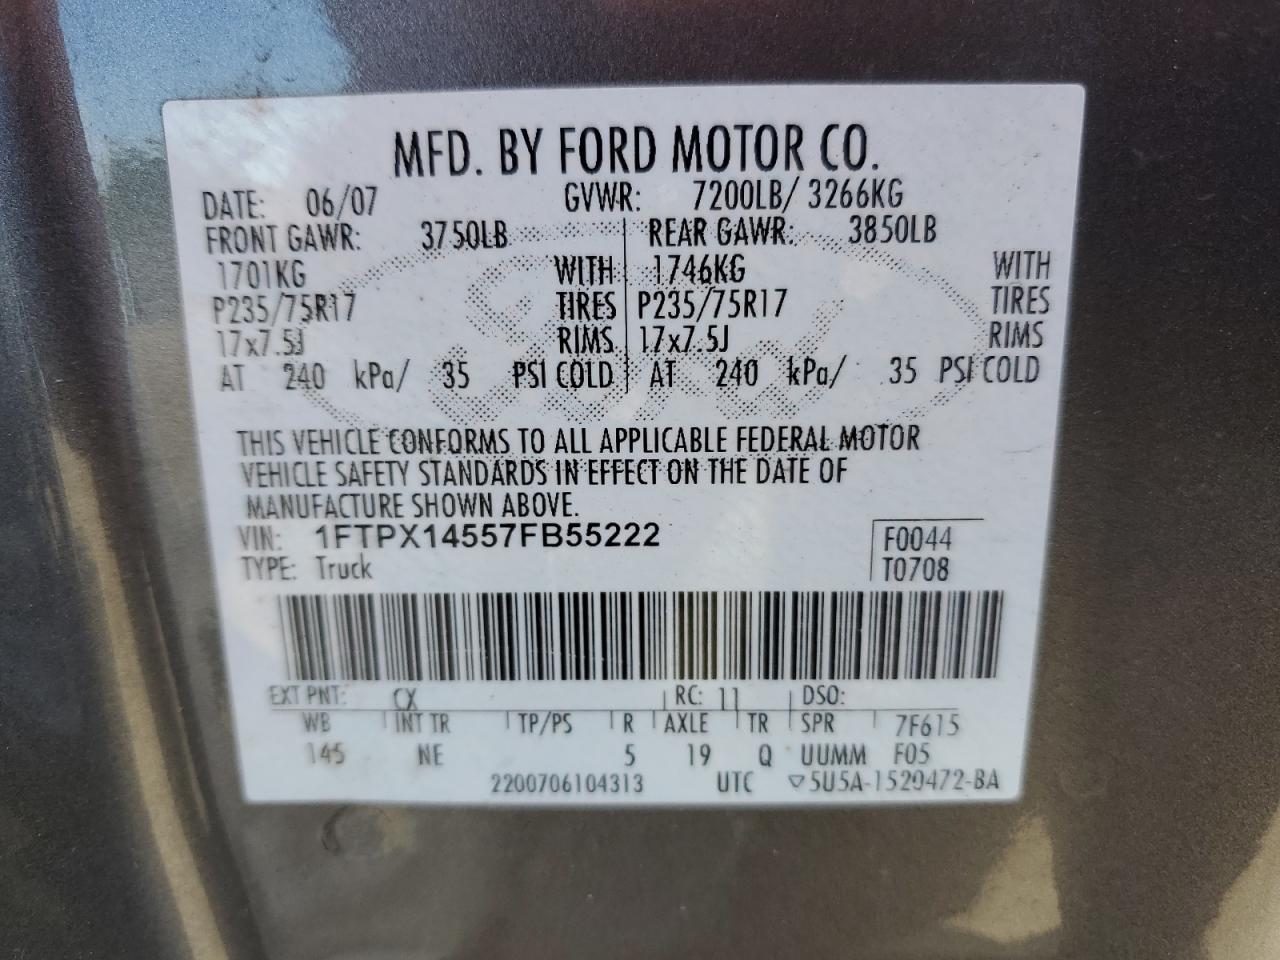 MFD. BY FORD MOTOR CO.
DATE: 06/07 GVWR: 7200LB/ 3266KG
FRONT GAWR: 3750LB REAR GAWR: 3850LB
1701KG WITH 1746KG WITH
P235/75R17 TIRES P235/75R17 TIRES
17x7.5J RIMS 17x7.5J RIMS
AT 240 kPa/ 35 PSI COLD AT 240 kPa/ 35 PSI COLD
THIS VEHICLE CONFORMS TO ALL APPLICABLE FEDERAL MOTOR
VEHICLE SAFETY STANDARDS IN EFFECT ON THE DATE OF
MANUFACTURE SHOWN ABOVE.
VIN: 1FTPX14557FB55222 F0044
TYPE: Truck T0708
EXT PNT: CX RC: 11 DSO:
WB INT TR TP/PS R AXLE TR SPR 7F615
145 NE 5 19 Q UUMM F05
2200706104313 UTC ▽5U5A-1520472-BA